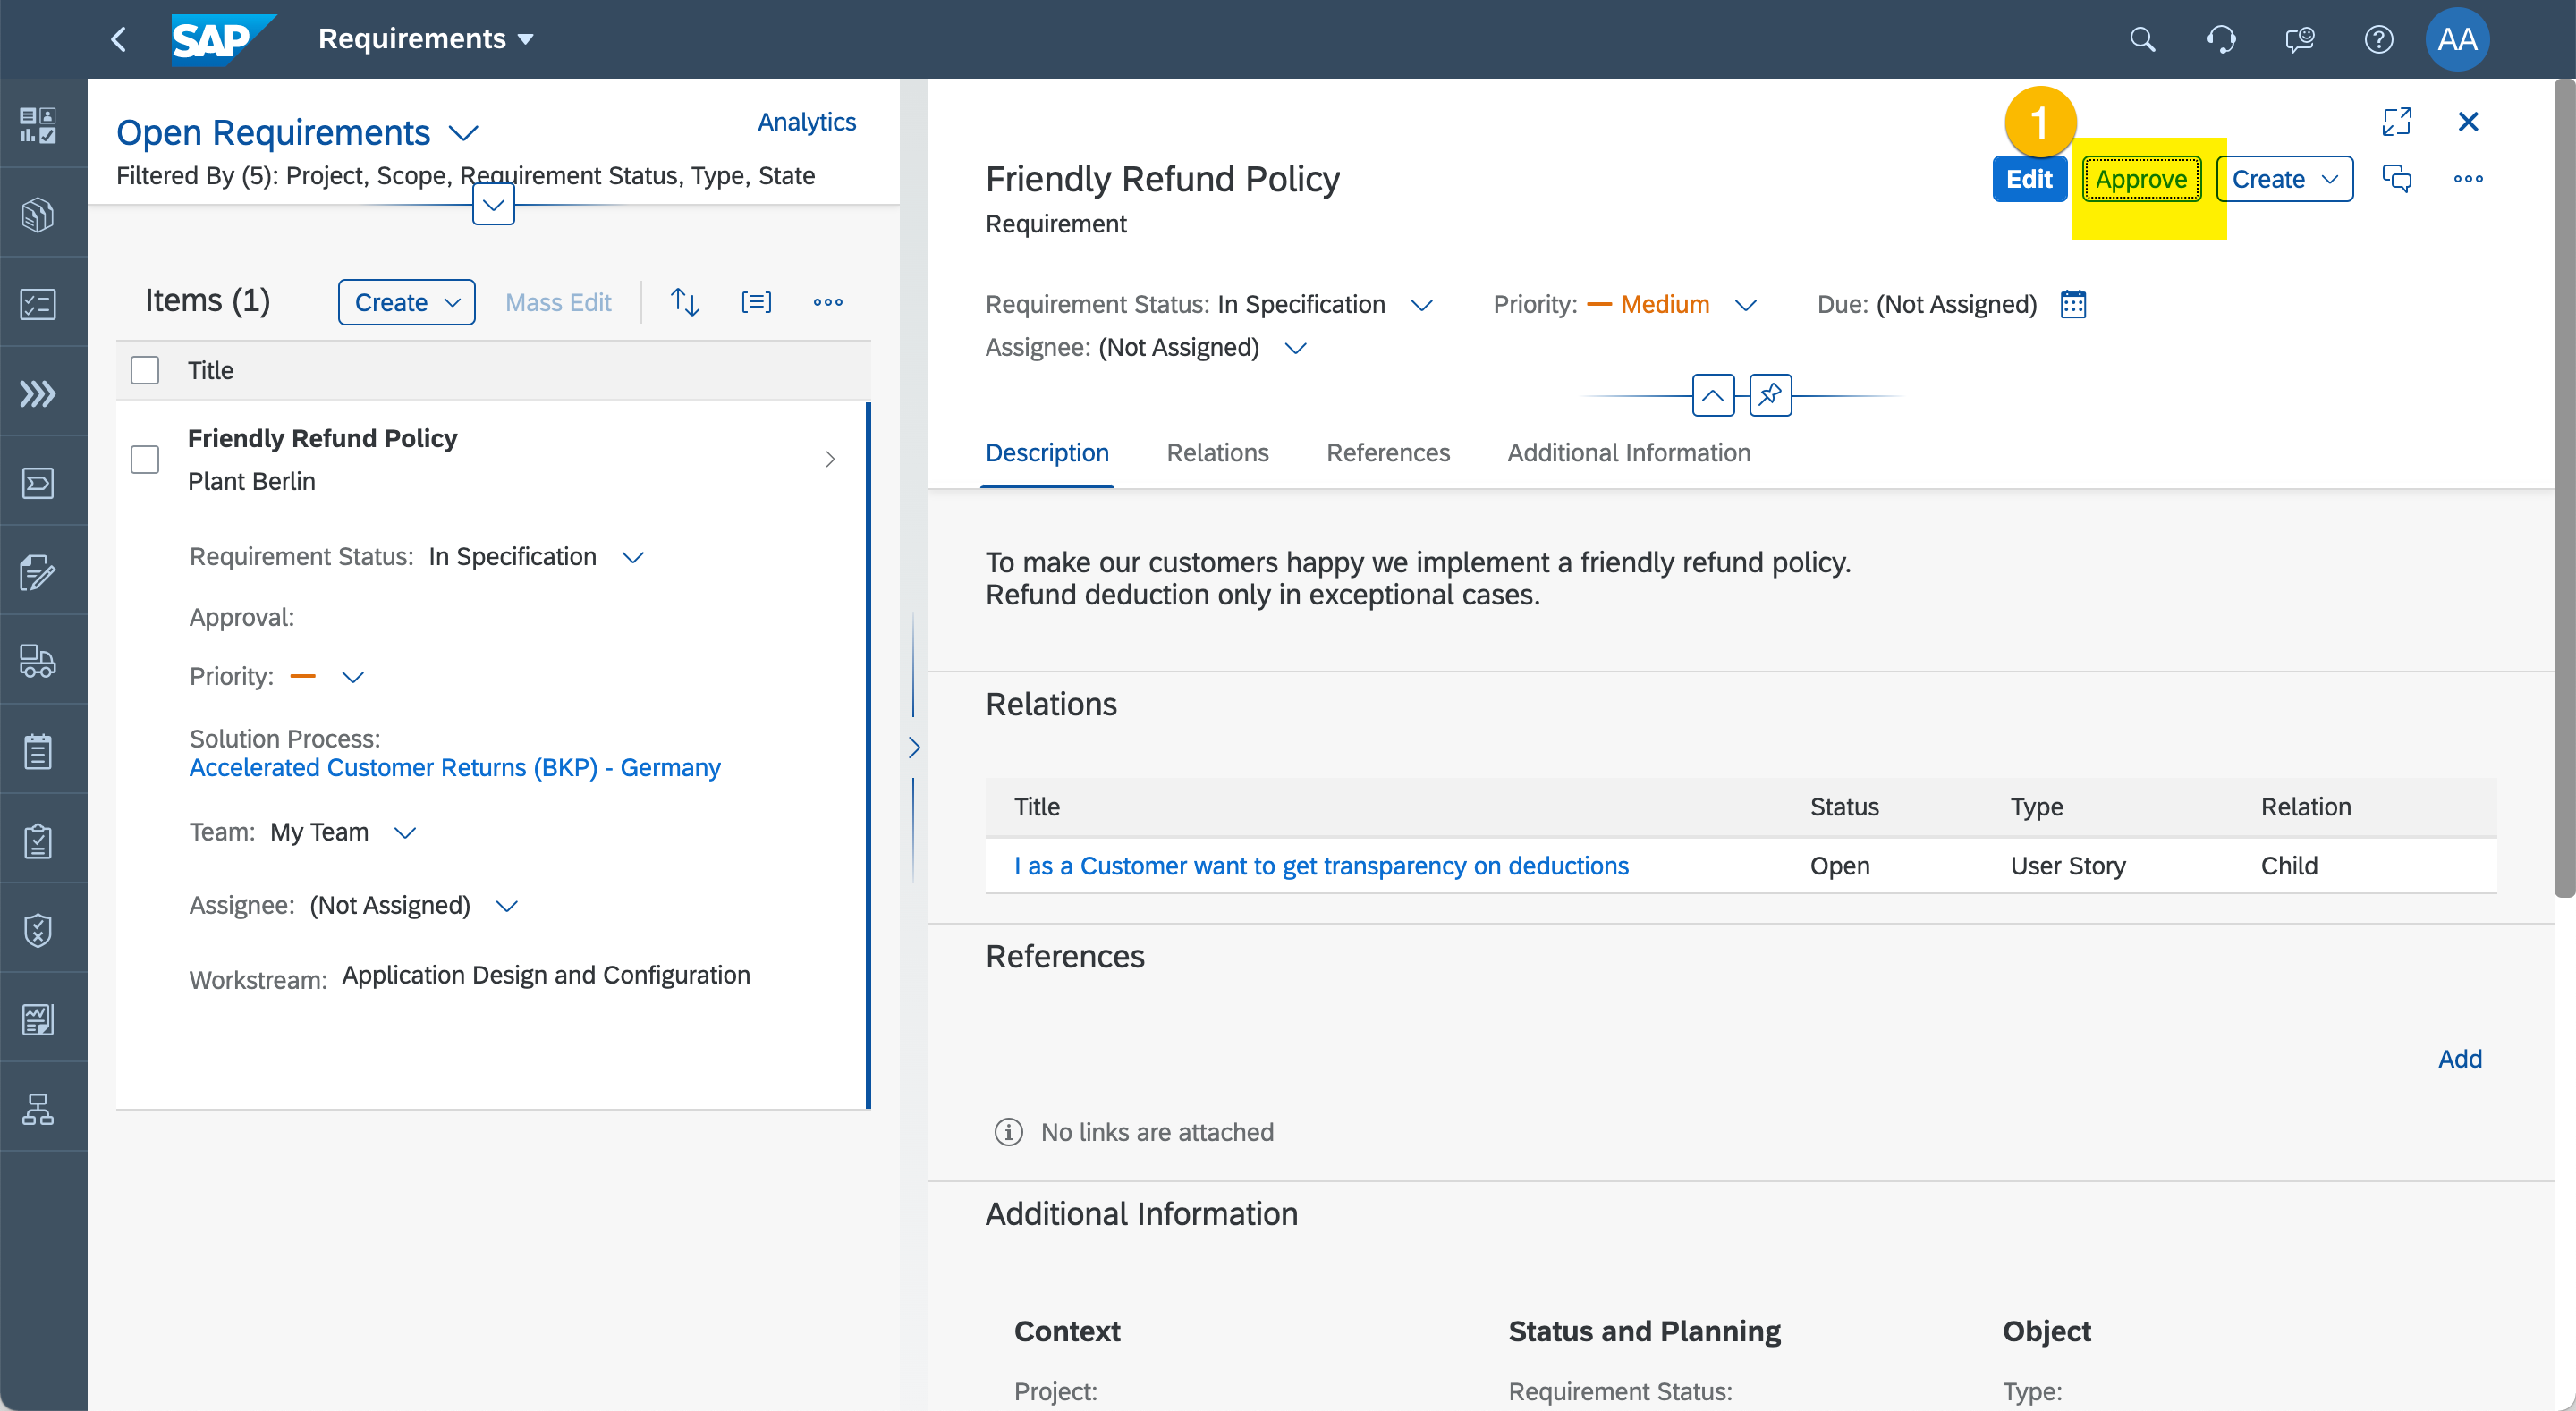 SAP
Requirements
AA
Open Requirements
Analytics
Filtered By (5): Project, Scope, Requirement Status, Type, State
Items (1)
Create
Mass Edit
Title
Friendly Refund Policy
Plant Berlin
Requirement Status: In Specification
Approval:
Priority:
Solution Process:
Accelerated Customer Returns (BKP) - Germany
Team: My Team
Assignee: (Not Assigned)
Workstream: Application Design and Configuration
1
Friendly Refund Policy
Edit
Approve
Create
Requirement
Requirement Status: In Specification
Priority: Medium
Due: (Not Assigned)
Assignee: (Not Assigned)
Description
Relations
References
Additional Information
To make our customers happy we implement a friendly refund policy.
Refund deduction only in exceptional cases.
Relations
Title Status Type Relation
I as a Customer want to get transparency on deductions Open User Story Child
References
Add
No links are attached
Additional Information
Context Status and Planning Object
Project: Requirement Status: Type: